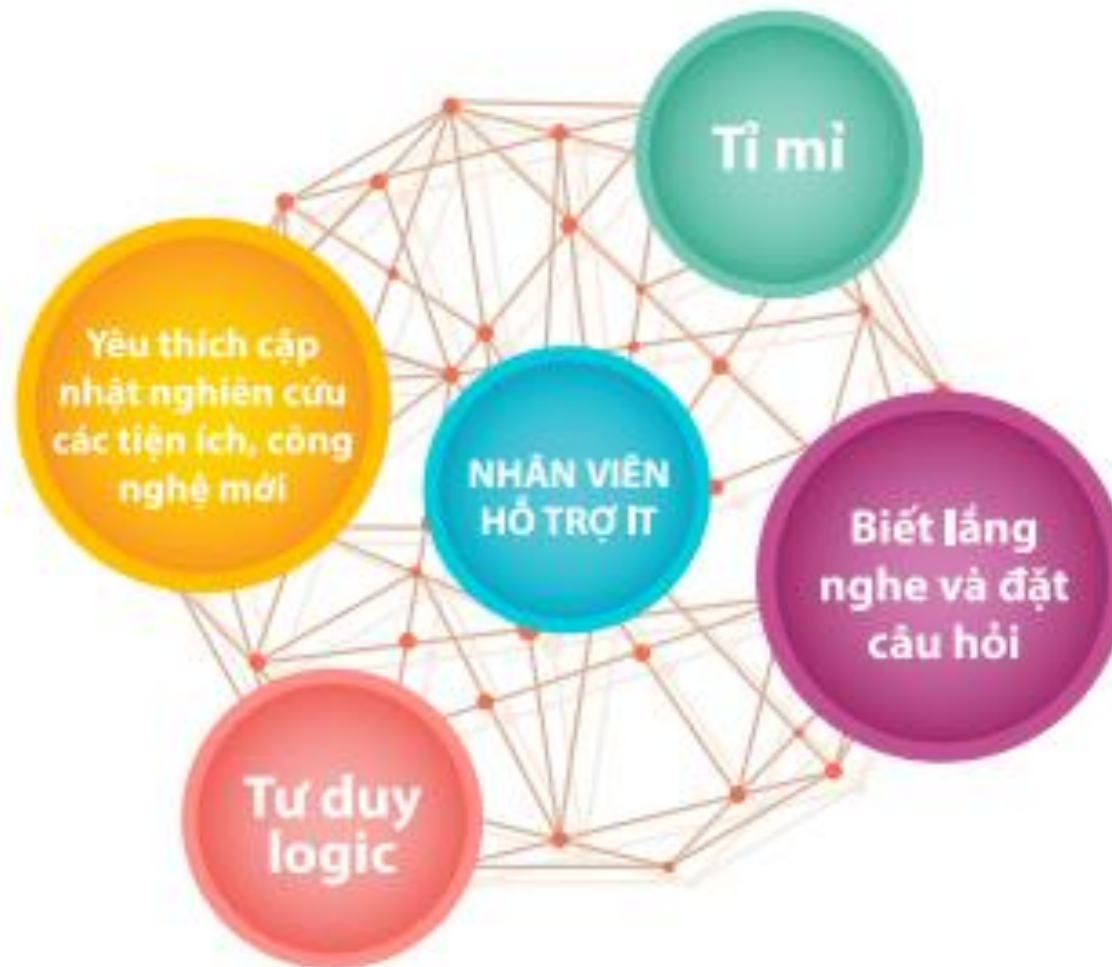 Tỉ mỉ
Yêu thích cập
nhật nghiên cứu
các tiện ích, công
nghệ mới
NHÂN VIÊN
HỖ TRỢ IT
Biết lắng
nghe và đặt
câu hỏi
Tư duy
logic